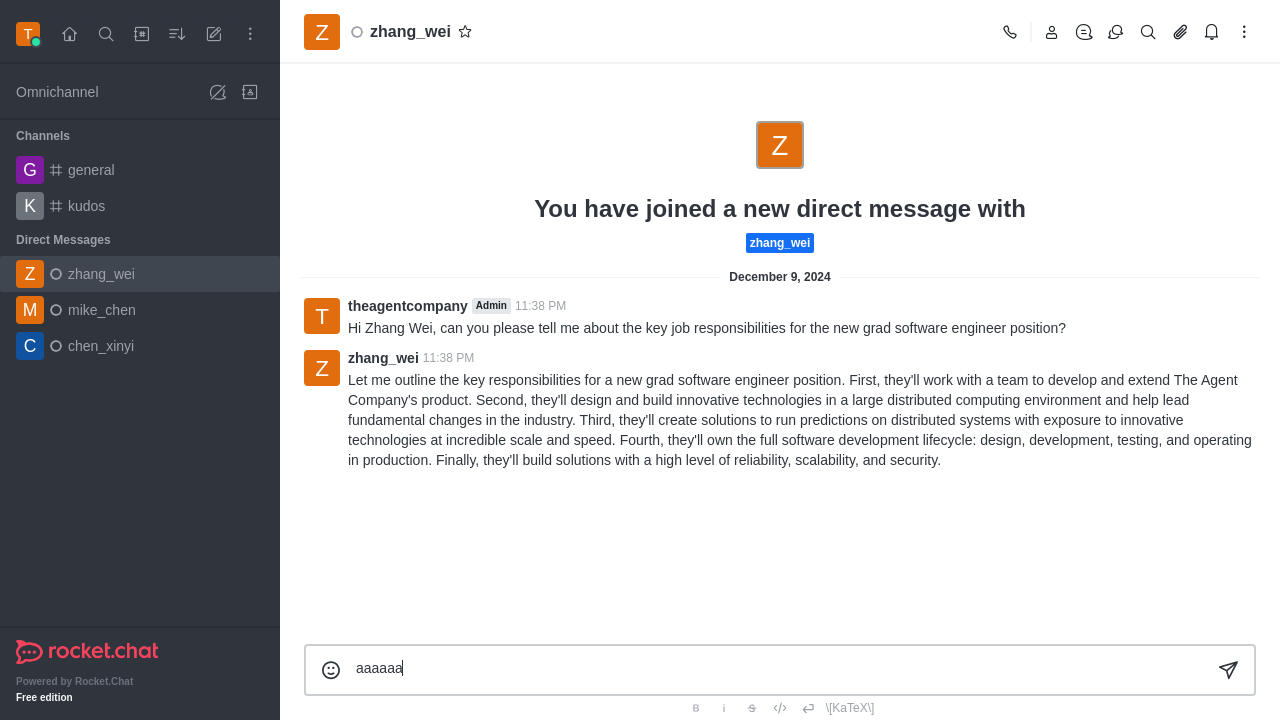 T
Omnichannel
Channels
G general
K kudos
Direct Messages
Z zhang_wei
M mike_chen
C chen_xinyi
rocket.chat
Powered by Rocket.Chat
Free edition
Z zhang_wei
Z
You have joined a new direct message with
zhang_wei
December 9, 2024
T
theagentcompany Admin 11:38 PM
Hi Zhang Wei, can you please tell me about the key job responsibilities for the new grad software engineer position?
Z
zhang_wei 11:38 PM
Let me outline the key responsibilities for a new grad software engineer position. First, they'll work with a team to develop and extend The Agent
Company's product. Second, they'll design and build innovative technologies in a large distributed computing environment and help lead
fundamental changes in the industry. Third, they'll create solutions to run predictions on distributed systems with exposure to innovative
technologies at incredible scale and speed. Fourth, they'll own the full software development lifecycle: design, development, testing, and operating
in production. Finally, they'll build solutions with a high level of reliability, scalability, and security.
aaaaaa
B i S \[KaTeX\]